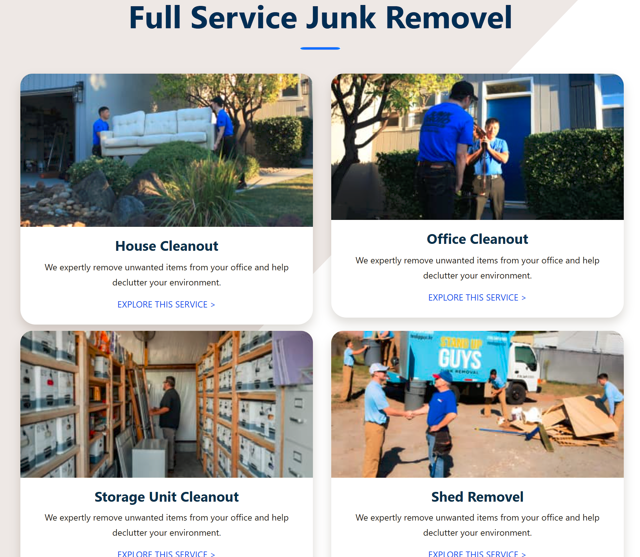 Full Service Junk Removel
House Cleanout
We expertly remove unwanted items from your office and help
declutter your environment.
EXPLORE THIS SERVICE >
Office Cleanout
We expertly remove unwanted items from your office and help
declutter your environment.
EXPLORE THIS SERVICE >
STAND UP
GUYS
Storage Unit Cleanout
We expertly remove unwanted items from your office and help
declutter your environment.
EXPLORE THIS SERVICE >
Shed Removel
We expertly remove unwanted items from your office and help
declutter your environment.
EXPLORE THIS SERVICE >